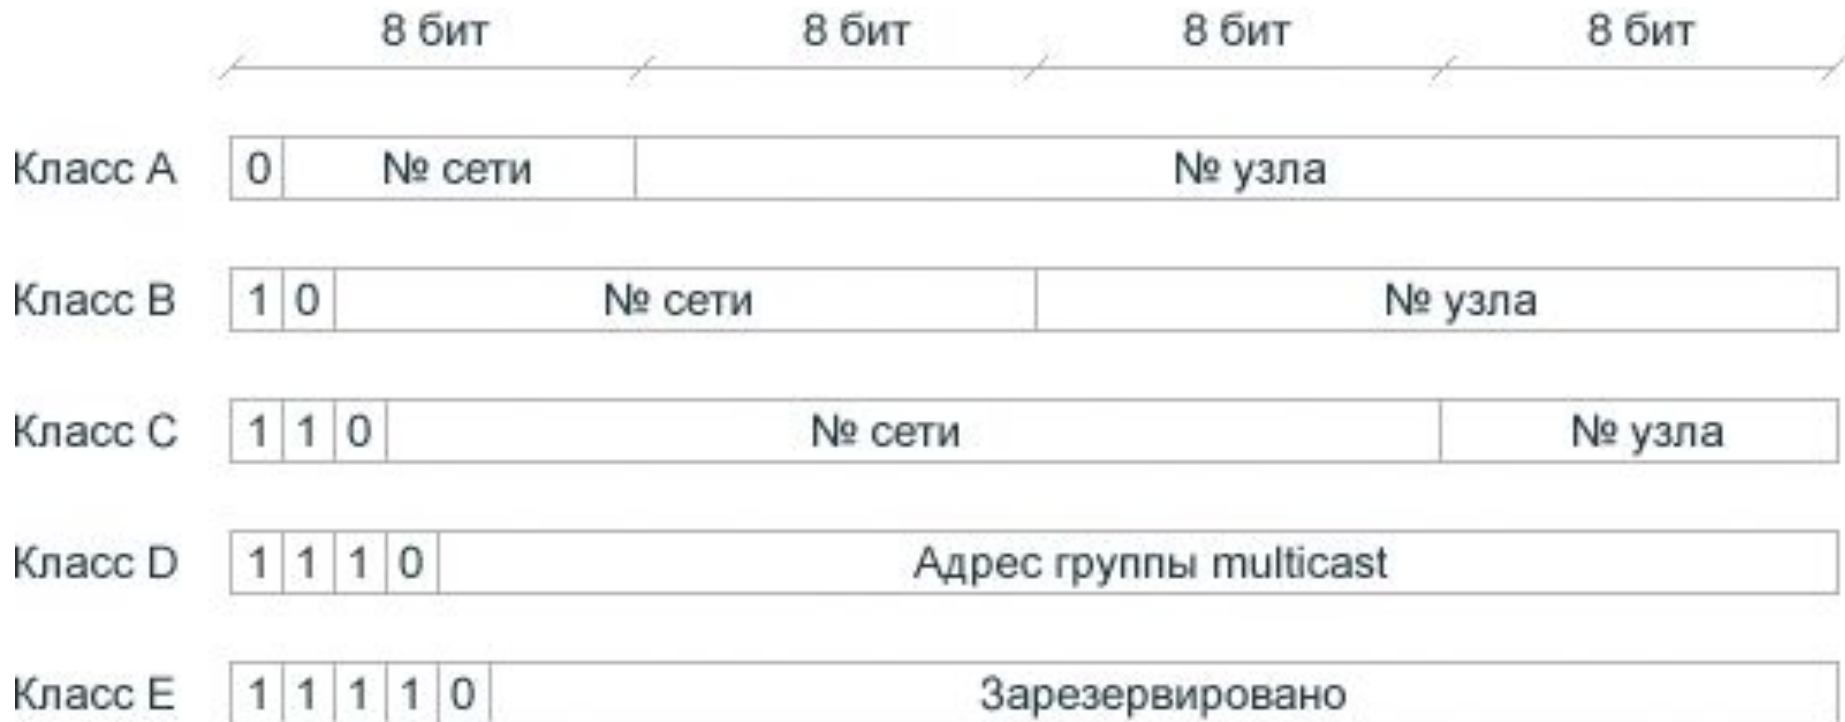 8 бит 8 бит 8 бит 8 бит
Класс A 0 № сети № узла
Класс B 1 0 № сети № узла
Класс C 1 1 0 № сети № узла
Класс D 1 1 1 0 Адрес группы multicast
Класс E 1 1 1 1 0 Зарезервировано